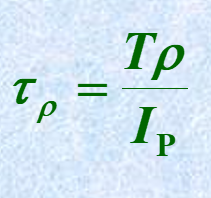 τ_ρ = Tρ / I_P